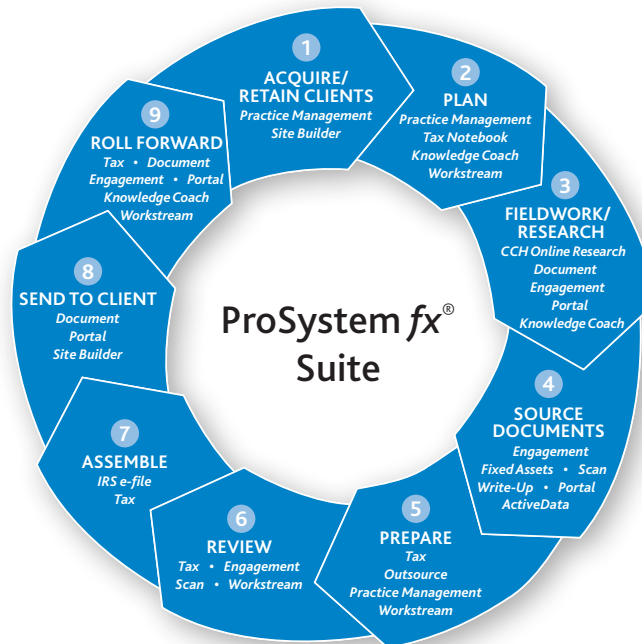 1
ACQUIRE/
RETAIN CLIENTS
Practice Management
Site Builder
2
PLAN
Practice Management
Tax Notebook
Knowledge Coach
Workstream
3
FIELDWORK/
RESEARCH
CCH Online Research
Document
Engagement
Portal
Knowledge Coach
4
SOURCE
DOCUMENTS
Engagement
Fixed Assets • Scan
Write-Up • Portal
ActiveData
5
PREPARE
Tax
Outsource
Practice Management
Workstream
6
REVIEW
Tax • Engagement
Scan • Workstream
7
ASSEMBLE
IRS e-file
Tax
8
SEND TO CLIENT
Document
Portal
Site Builder
9
ROLL FORWARD
Tax • Document
Engagement • Portal
Knowledge Coach
Workstream
ProSystem fx®
Suite